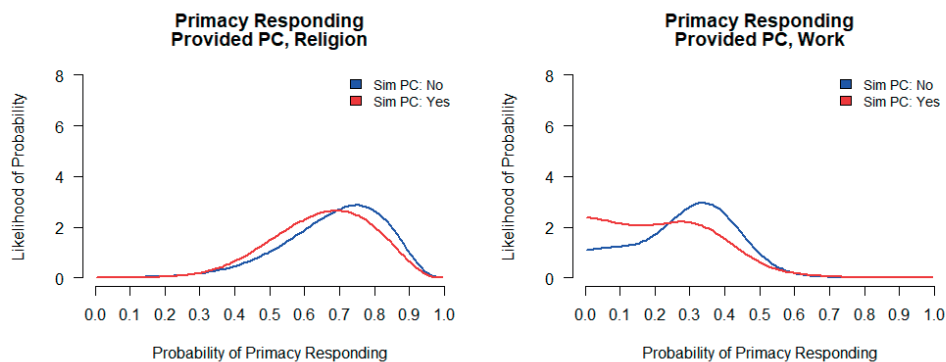 Primacy Responding
Provided PC, Religion
Likelihood of Probability
8
6
4
2
0
Sim PC: No
Sim PC: Yes
0.0 0.1 0.2 0.3 0.4 0.5 0.6 0.7 0.8 0.9 1.0
Probability of Primacy Responding
Primacy Responding
Provided PC, Work
Likelihood of Probability
8
6
4
2
0
Sim PC: No
Sim PC: Yes
0.0 0.1 0.2 0.3 0.4 0.5 0.6 0.7 0.8 0.9 1.0
Probability of Primacy Responding